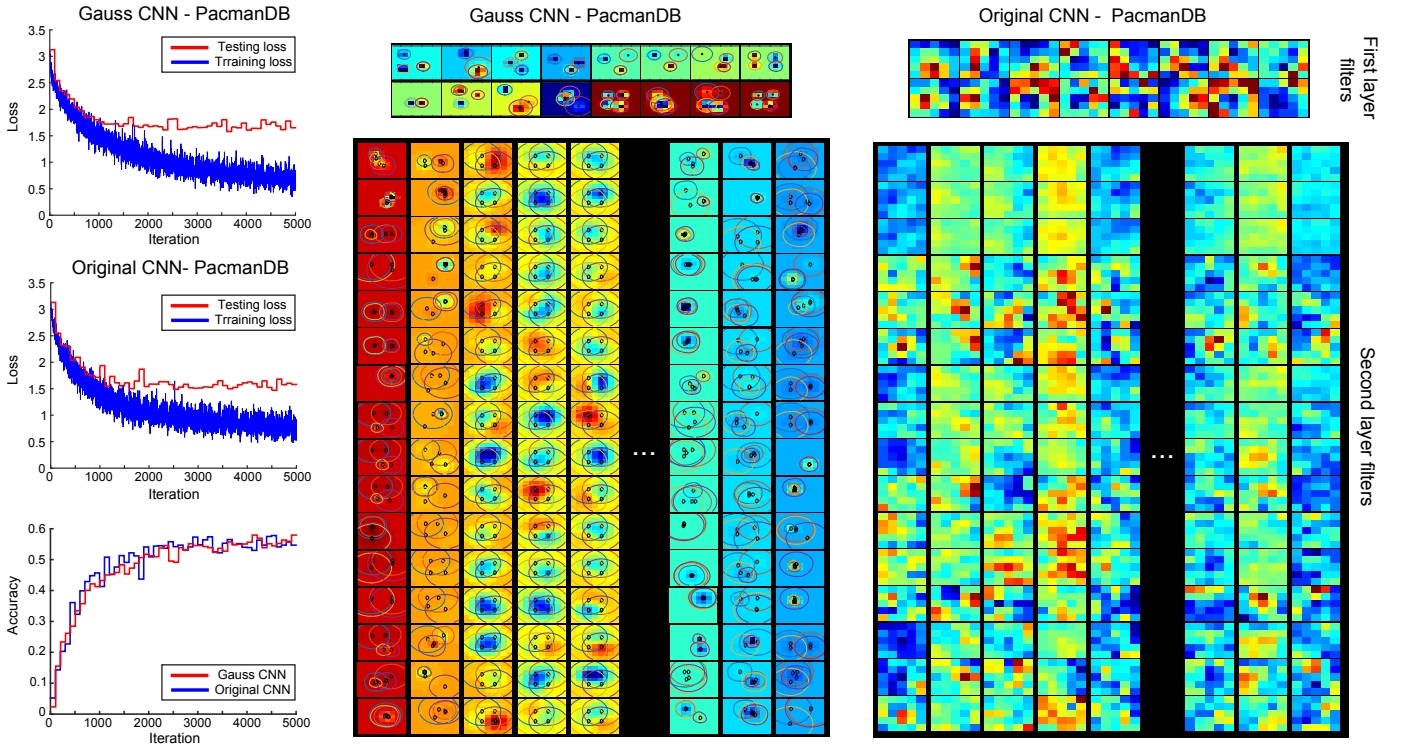 Gauss CNN - PacmanDB
3.5
3
2.5
2
1.5
1
0.5
0
Loss
Testing loss
Trraining loss
0
1000
2000
3000
4000
5000
Iteration
Original CNN- PacmanDB
3.5
3
2.5
2
1.5
1
0.5
0
Loss
Testing loss
Trraining loss
0
1000
2000
3000
4000
5000
Iteration
0.6
0.5
0.4
0.3
0.2
0.1
0
Accuracy
Gauss CNN
Original CNN
0
1000
2000
3000
4000
5000
Iteration
Gauss CNN - PacmanDB
...
Original CNN - PacmanDB
...
First layer
filters
Second layer filters